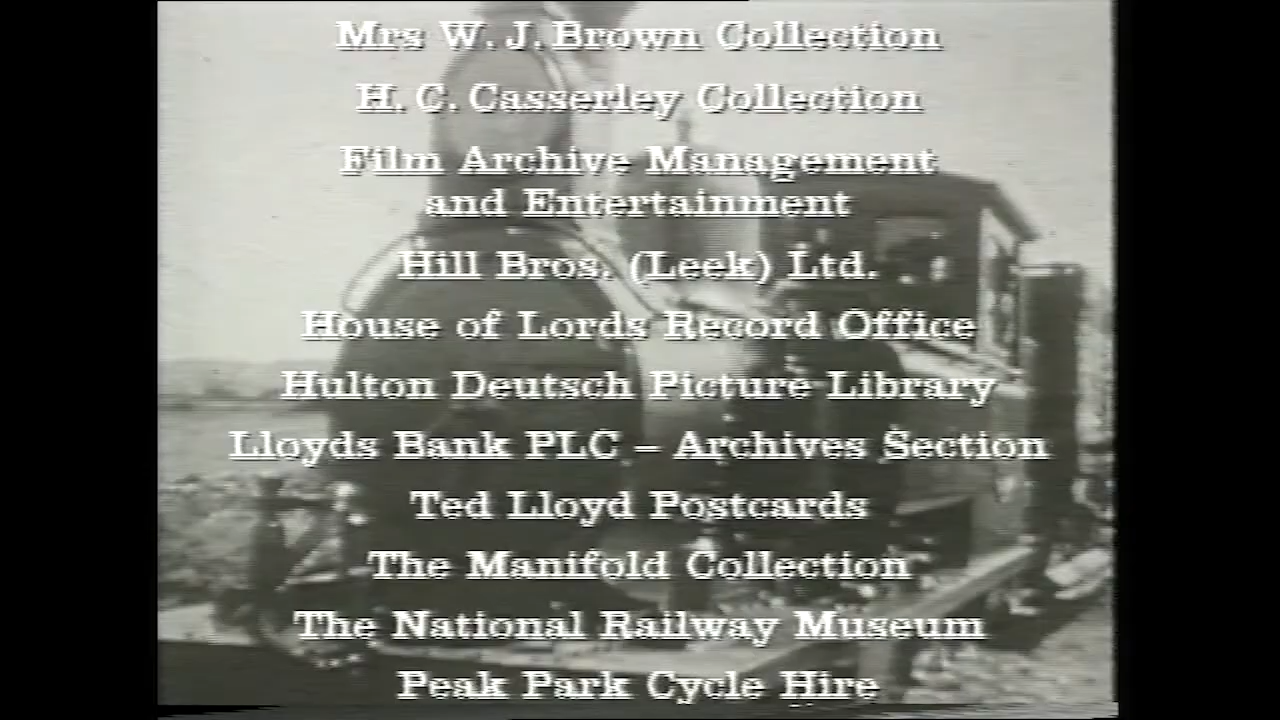 Mrs W. J. Brown Collection
H. C. Casserley Collection
Film Archive Management
and Entertainment
Hill Bros. (Leek) Ltd.
House of Lords Record Office
Hulton Deutsch Picture Library
Lloyds Bank PLC – Archives Section
Ted Lloyd Postcards
The Manifold Collection
The National Railway Museum
Peak Park Cycle Hire